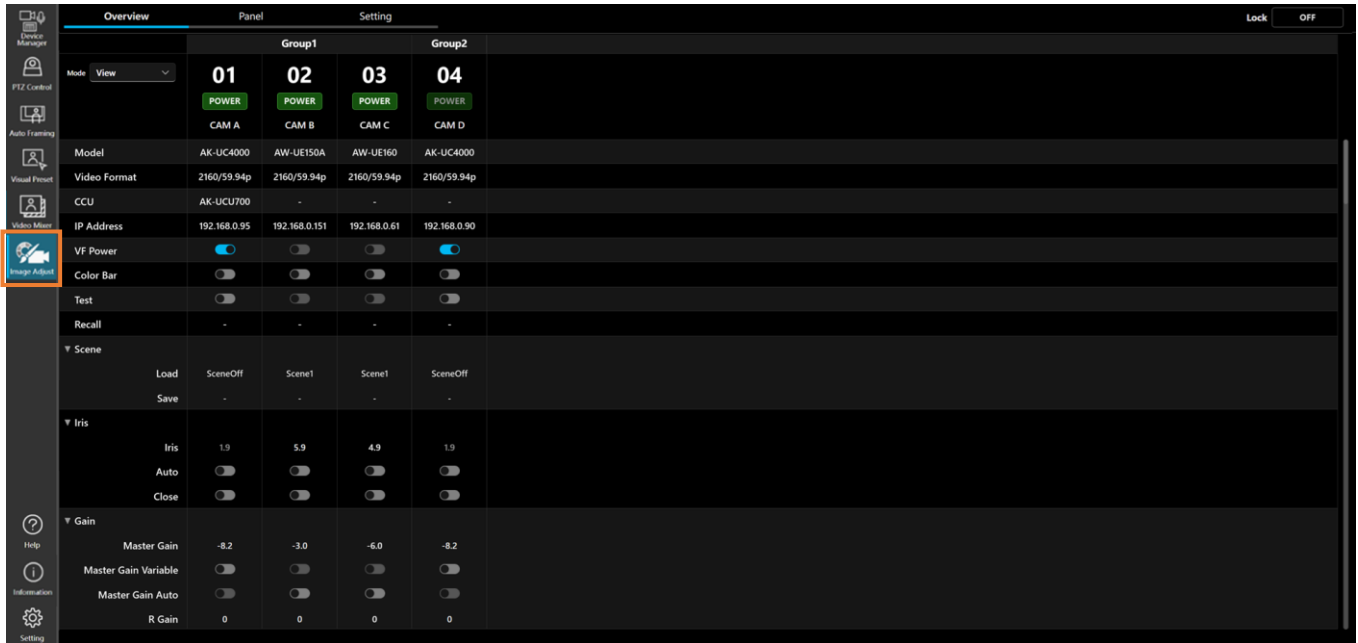 Overview Panel Setting Lock OFF
Device
Manager
Group1 Group2
Mode View 01 02 03 04
PTZ Control
POWER POWER POWER POWER
CAM A CAM B CAM C CAM D
Auto Framing
Model AK-UC4000 AW-UE150A AW-UE160 AK-UC4000
Video Format 2160/59.94p 2160/59.94p 2160/59.94p 2160/59.94p
Visual Preset
CCU AK-UCU700 - - -
Video Mixer
IP Address 192.168.0.95 192.168.0.151 192.168.0.61 192.168.0.90
VF Power
Image Adjust
Color Bar
Test
Recall - - - -
▼ Scene
Load SceneOff Scene1 Scene1 SceneOff
Save - - - -
▼ Iris
Iris 1.9 5.9 4.9 1.9
Auto
Close
▼ Gain
Help
Master Gain -8.2 -3.0 -6.0 -8.2
Master Gain Variable
Information
Master Gain Auto
R Gain 0 0 0 0
Setting